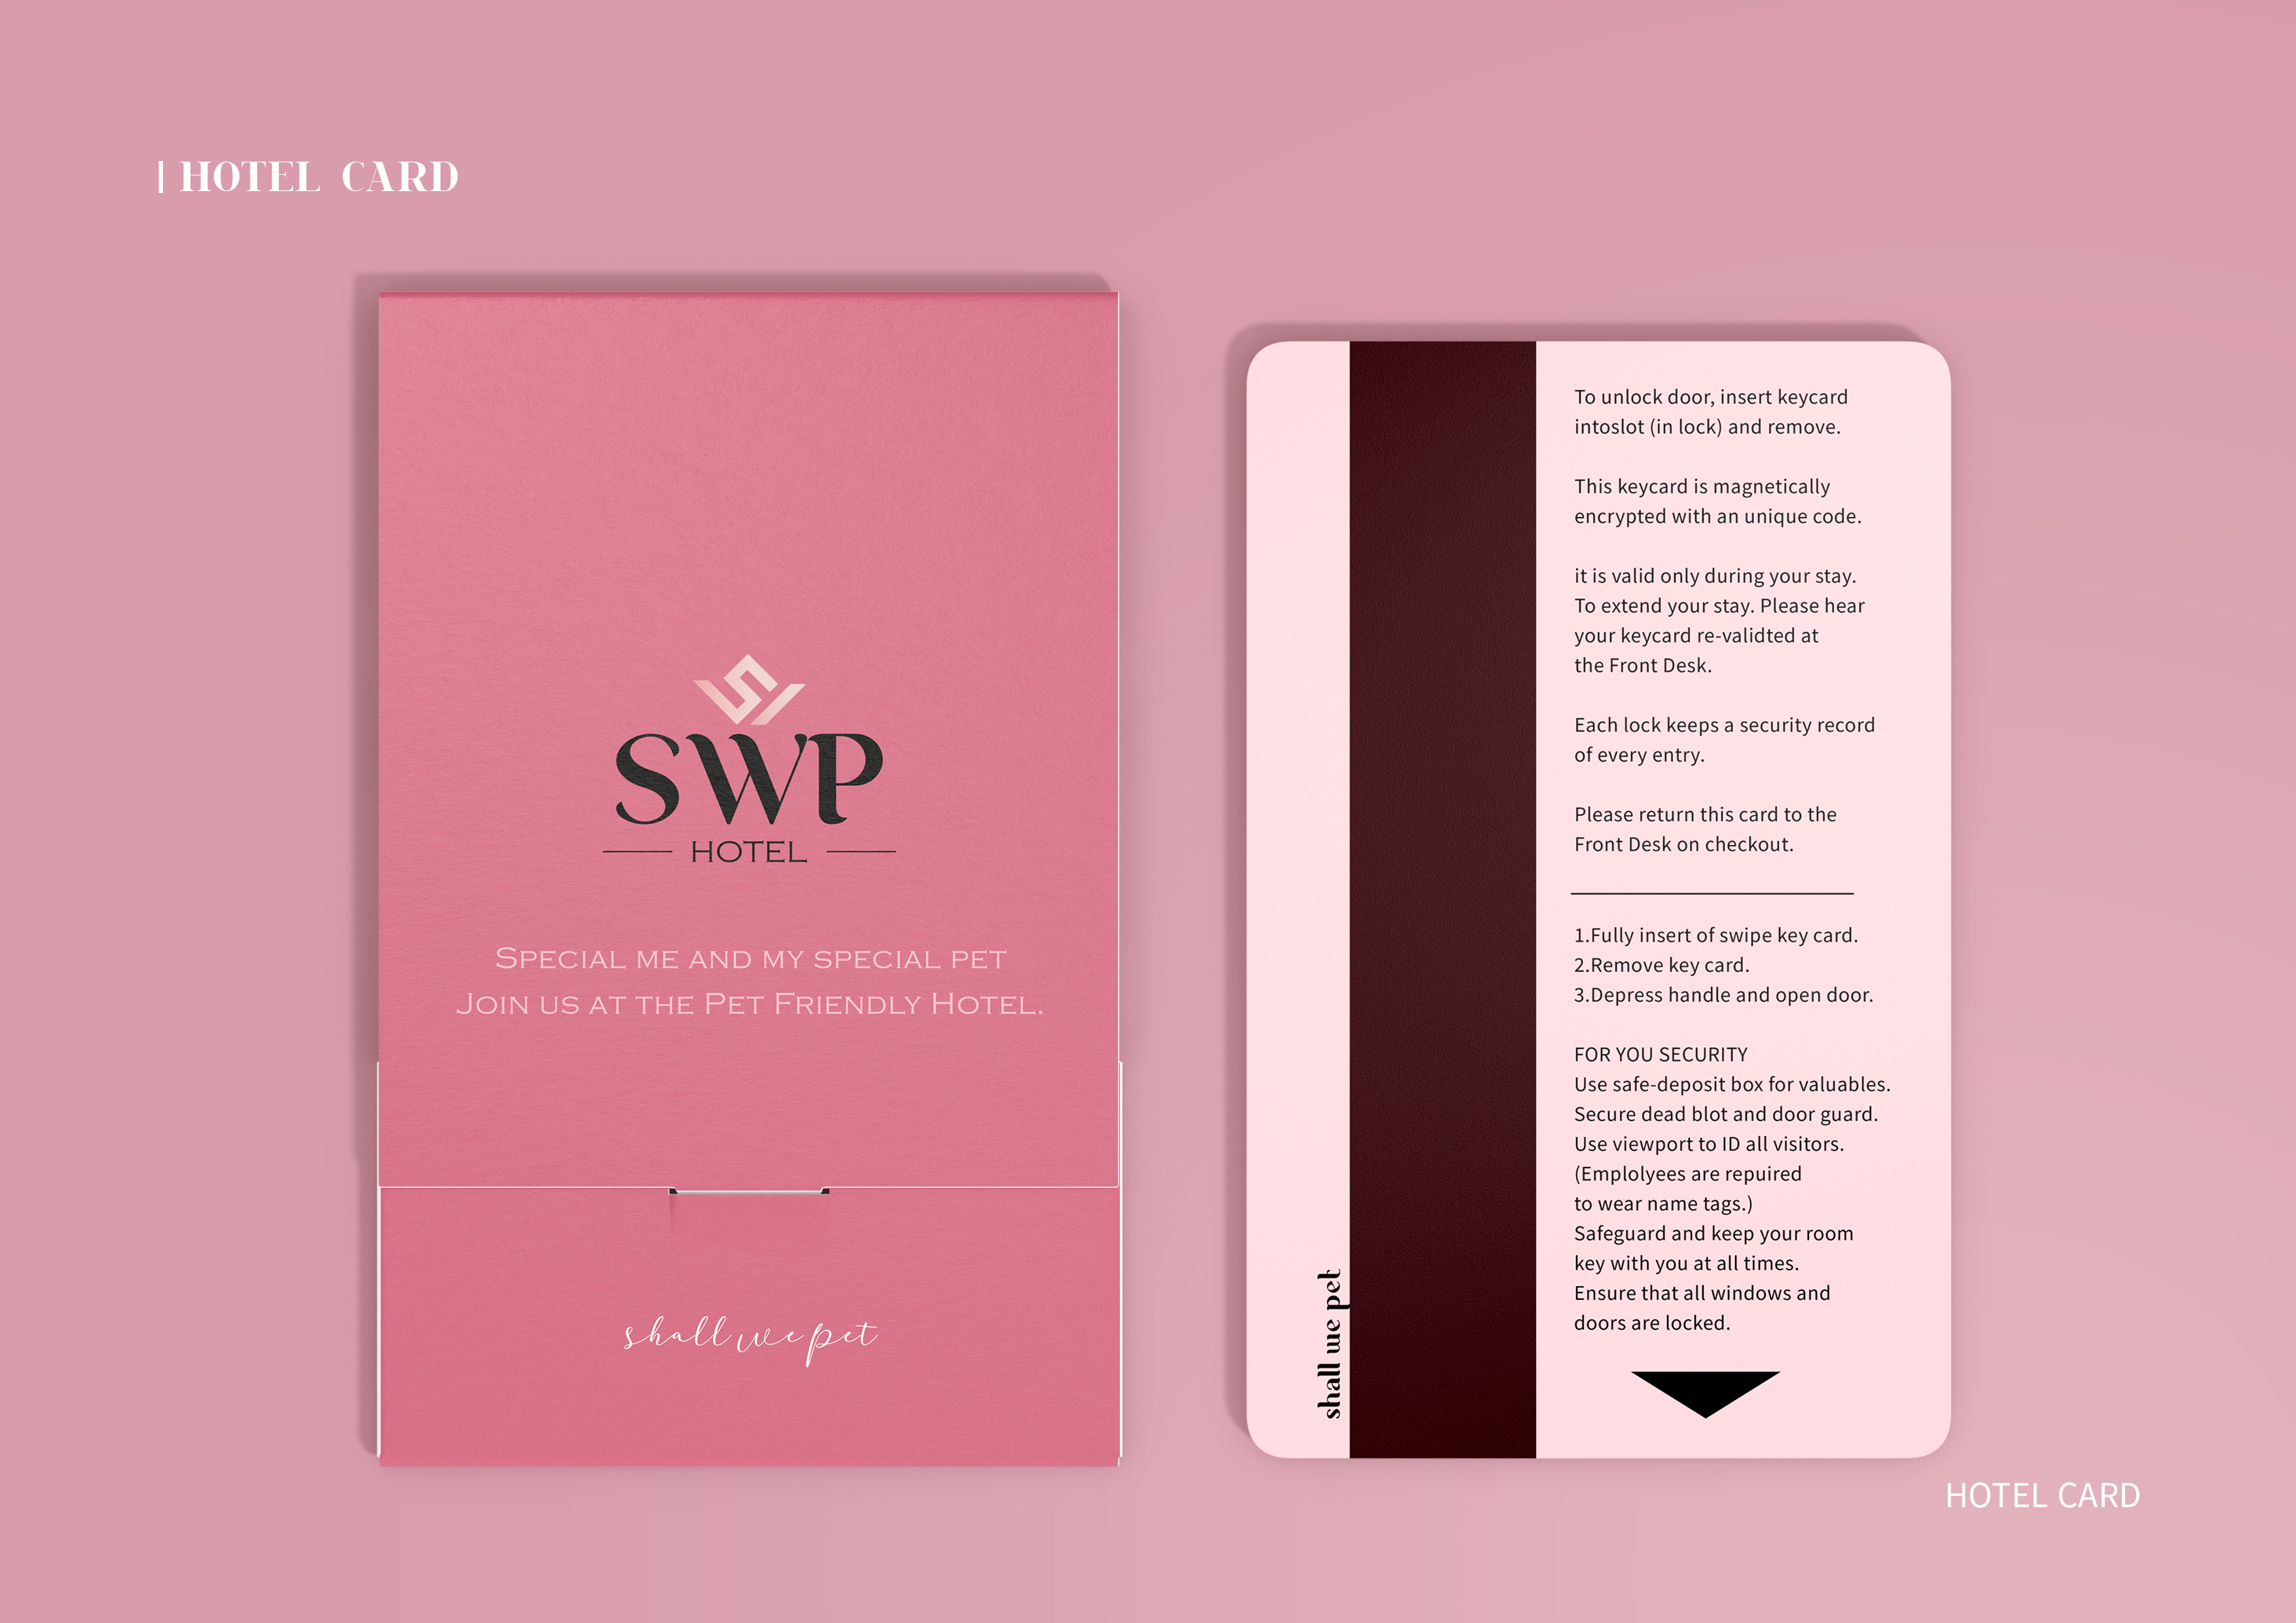 | HOTEL CARD
SWP
HOTEL
SPECIAL ME AND MY SPECIAL PET
JOIN US AT THE PET FRIENDLY HOTEL.
shall we pet
shall we pet
To unlock door, insert keycard
intoslot (in lock) and remove.
This keycard is magnetically
encrypted with an unique code.
it is valid only during your stay.
To extend your stay. Please hear
your keycard re-validted at
the Front Desk.
Each lock keeps a security record
of every entry.
Please return this card to the
Front Desk on checkout.
1.Fully insert of swipe key card.
2.Remove key card.
3.Depress handle and open door.
FOR YOU SECURITY
Use safe-deposit box for valuables.
Secure dead blot and door guard.
Use viewport to ID all visitors.
(Emplolyees are repuired
to wear name tags.)
Safeguard and keep your room
key with you at all times.
Ensure that all windows and
doors are locked.
HOTEL CARD